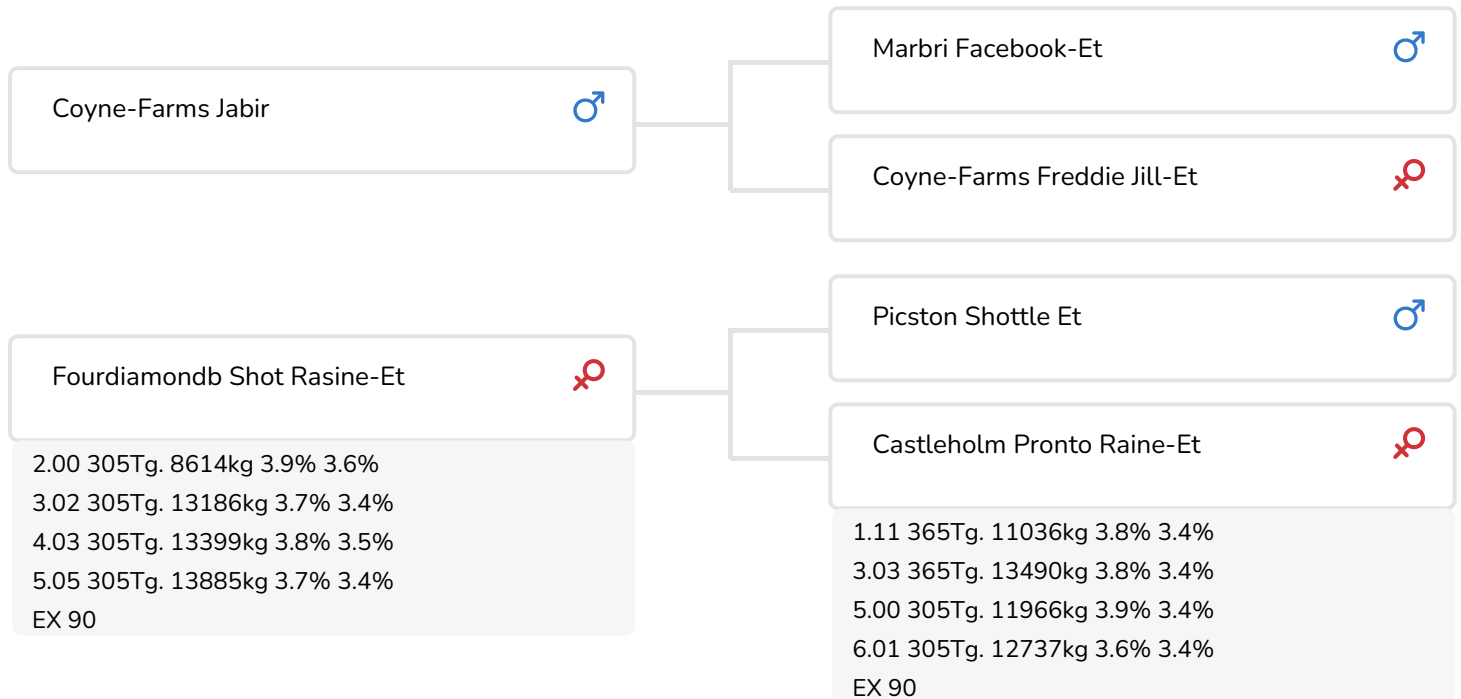 Coyne-Farms Jabir
Marbri Facebook-Et
Coyne-Farms Freddie Jill-Et
Fourdiamondb Shot Rasine-Et
2.00 305Tg. 8614kg 3.9% 3.6%
3.02 305Tg. 13186kg 3.7% 3.4%
4.03 305Tg. 13399kg 3.8% 3.5%
5.05 305Tg. 13885kg 3.7% 3.4%
EX 90
Picston Shottle Et
Castleholm Pronto Raine-Et
1.11 365Tg. 11036kg 3.8% 3.4%
3.03 365Tg. 13490kg 3.8% 3.4%
5.00 305Tg. 11966kg 3.9% 3.4%
6.01 305Tg. 12737kg 3.6% 3.4%
EX 90